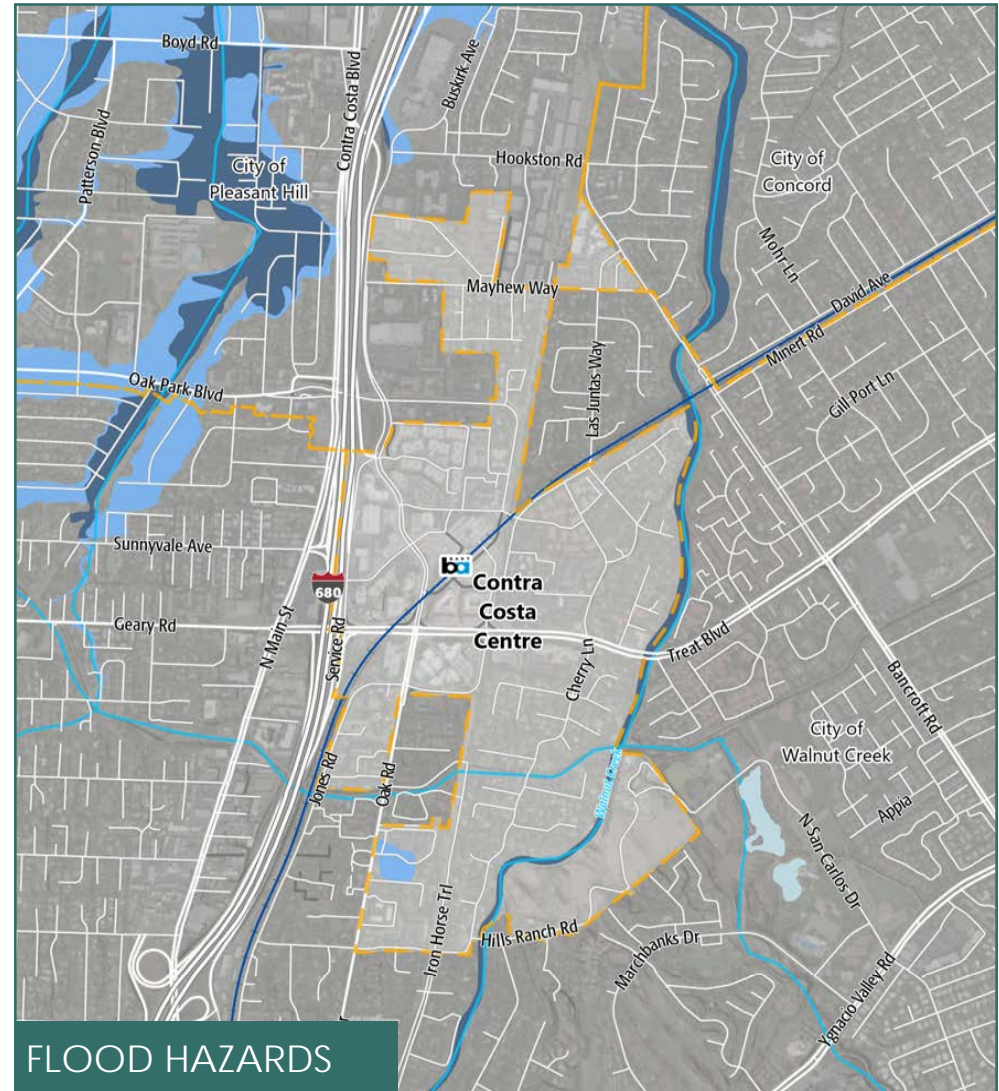 Boyd Rd
Contra Costa Blvd
Buskirk Ave
Patterson Blvd
City of
Pleasant Hill
Hookston Rd
City of
Concord
Mohr Ln
Mayhew Way
David Ave
Minert Rd
Oak Park Blvd
Las Juntas Way
Gill Port Ln
Sunnyvale Ave
BART
ba
Contra
Costa
Centre
680
Geary Rd
N Main St
Service Rd
Cherry Ln
Treat Blvd
Bancroft Rd
City of
Walnut Creek
Jones Rd
Oak Rd
Walnut Creek
Appia
N San Carlos Dr
Iron Horse Trl
Hills Ranch Rd
Marchbanks Dr
Ygnacio Valley Rd
FLOOD HAZARDS